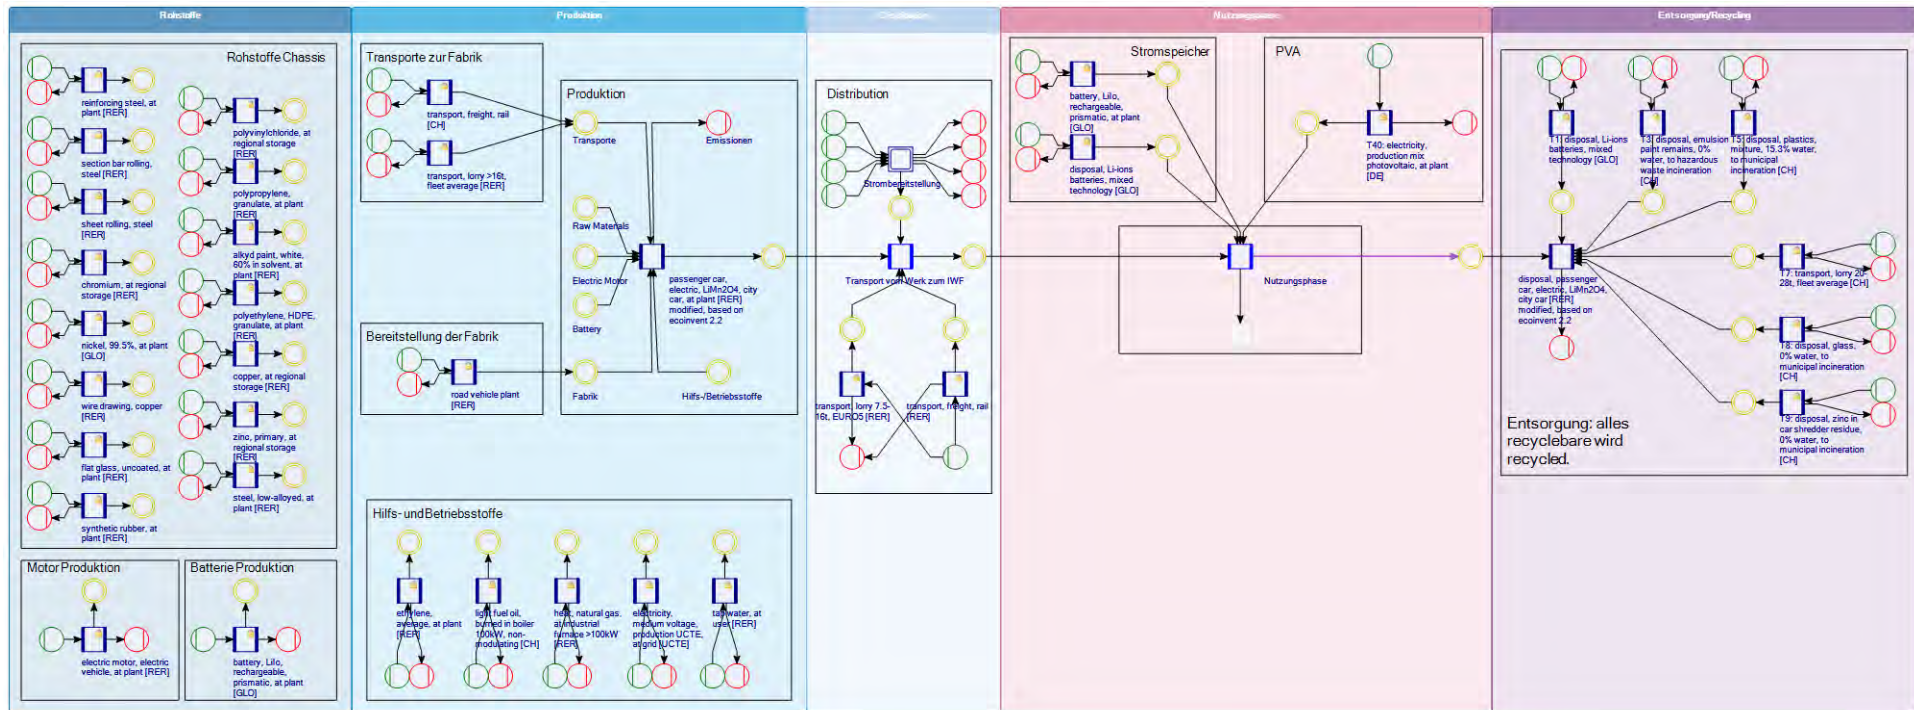 Rohstoffe
Produktion
Distribution
Nutzungsphase
Entsorgung/Recycling
Rohstoffe Chassis
reinforcing steel, at
plant [RER]
section bar rolling,
steel [RER]
sheet rolling, steel
[RER]
chromium, at regional
storage [RER]
nickel, 99.5%, at plant
[GLO]
wire drawing, copper
[RER]
flat glass, uncoated, at
plant [RER]
synthetic rubber, at
plant [RER]
polyvinylchloride, at
regional storage [RER]
polypropylene,
granulate, at plant
[RER]
alkyd paint, white,
60% in solvent, at
plant [RER]
polyethylene, HDPE,
granulate, at plant
[RER]
copper, at regional
storage [RER]
zinc, primary, at
regional storage
[RER]
steel, low-alloyed, at
plant [RER]
Motor Produktion
electric motor, electric
vehicle, at plant [RER]
Batterie Produktion
battery, LiIo,
rechargeable,
prismatic, at plant
[GLO]
Transporte zur Fabrik
transport, freight, rail
[CH]
transport, lorry >16t,
fleet average [RER]
Bereitstellung der Fabrik
road vehicle plant
[RER]
Produktion
Transporte
Emissionen
Raw Materials
Electric Motor
Battery
Fabrik
Hilfs-/Betriebsstoffe
passenger car,
electric, LiMn2O4, city
car, at plant [RER]
modified, based on
ecoinvent 2.2
Hilfs- und Betriebsstoffe
ethylene,
average, at plant
[RER]
light fuel oil,
burned in boiler
100kW, non-
modulating [CH]
heat, natural gas,
at industrial
furnace >100kW
[RER]
electricity,
medium voltage,
production UCTE,
at grid [UCTE]
tap water, at
user [RER]
Distribution
Strombereitstellung
Transport vom Werk zum IWF
transport, lorry 7.5-
16t, EURO5 [RER]
transport, freight, rail
[RER]
Stromspeicher
battery, LiIo,
rechargeable,
prismatic, at plant
[GLO]
disposal, Li-ions
batteries, mixed
technology [GLO]
PVA
T40: electricity,
production mix
photovoltaic, at plant
[DE]
Nutzungsphase
T1: disposal, Li-ions
batteries, mixed
technology [GLO]
T3: disposal, emulsion
paint remains, 0%
water, to hazardous
waste incineration
[CH]
T5: disposal, plastics,
mixture, 15.3% water,
to municipal
incineration [CH]
disposal, passenger
car, electric, LiMn2O4,
city car [RER]
modified, based on
ecoinvent 2.2
T7: transport, lorry 20-
28t, fleet average [CH]
T8: disposal, glass,
0% water, to
municipal incineration
[CH]
T9: disposal, zinc in
car shredder residue,
0% water, to
municipal incineration
[CH]
Entsorgung: alles
recyclebare wird
recycled.